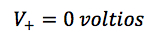 V₊ = 0 voltios